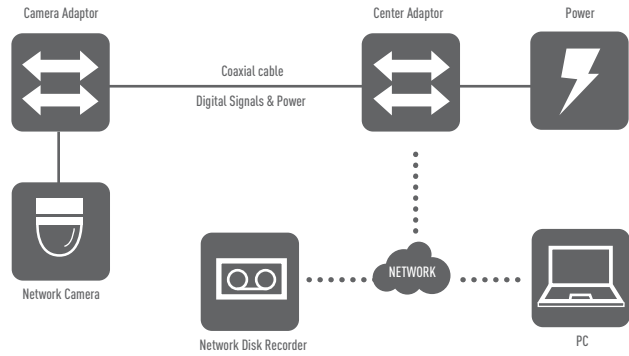 Camera Adaptor
Center Adaptor
Power
Coaxial cable
Digital Signals & Power
Network Camera
NETWORK
Network Disk Recorder
PC